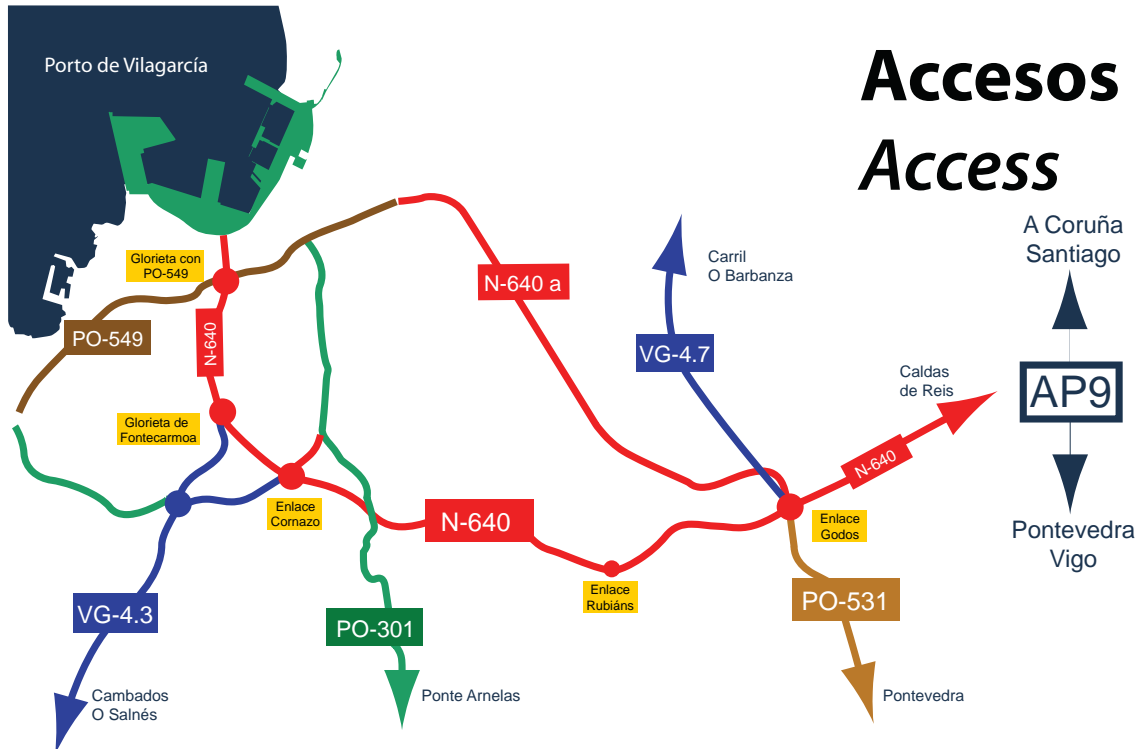 Porto de Vilagarcía
Accesos
Access
A Coruña
Santiago
Carril
O Barbanza
Glorieta con
PO-549
N-640 a
PO-549
N-640
VG-4.7
Caldas
de Reis
AP9
Glorieta de
Fontecarmoa
N-640
Enlace
Cornazo
N-640
Enlace
Godos
Pontevedra
Vigo
Enlace
Rubiáns
PO-531
VG-4.3
PO-301
Cambados
O Salnés
Ponte Arnelas
Pontevedra